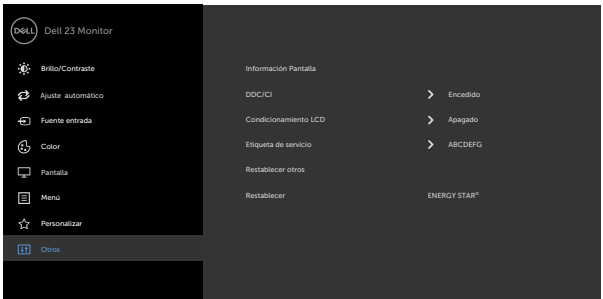 DELL Dell 23 Monitor
Brillo/Contraste
Ajuste automático
Fuente entrada
Color
Pantalla
Menú
Personalizar
Otros
Información Pantalla
DDC/CI Encedido
Condicionamiento LCD Apagado
Etiqueta de servicio ABCDEFG
Restablecer otros
Restablecer ENERGY STAR®